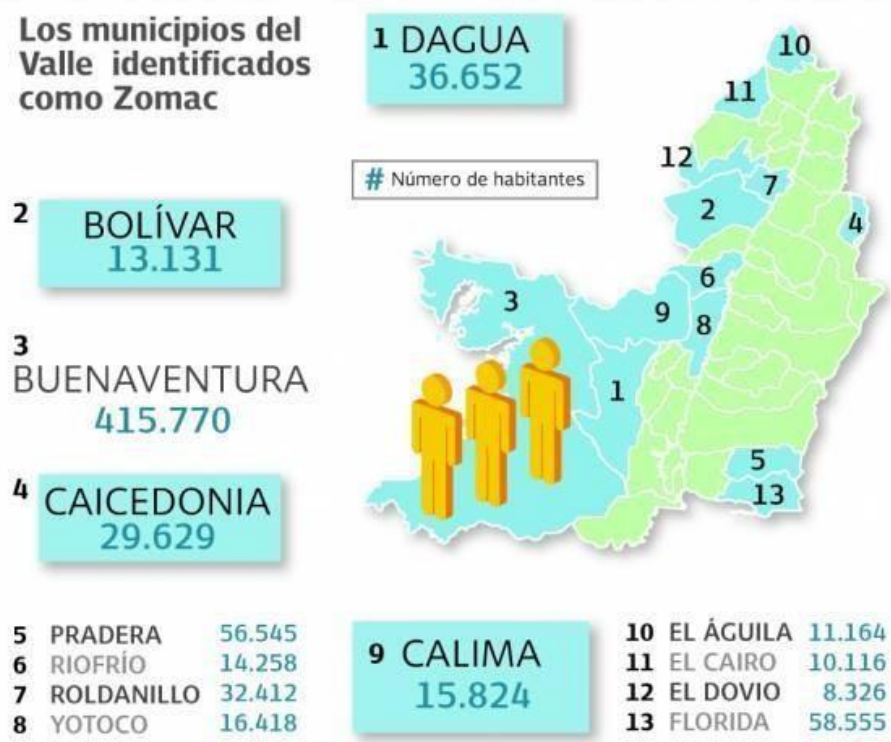 Los municipios del
Valle identificados
como Zomac
1 DAGUA
36.652
# Número de habitantes
2 BOLÍVAR
13.131
3
BUENAVENTURA
415.770
4 CAICEDONIA
29.629
5 PRADERA 56.545
6 RIOFRÍO 14.258
7 ROLDANILLO 32.412
8 YOTOCO 16.418
9 CALIMA
15.824
10 EL ÁGUILA 11.164
11 EL CAIRO 10.116
12 EL DOVIO 8.326
13 FLORIDA 58.555
10
11
12
7
2
4
6
3
9
8
1
5
13